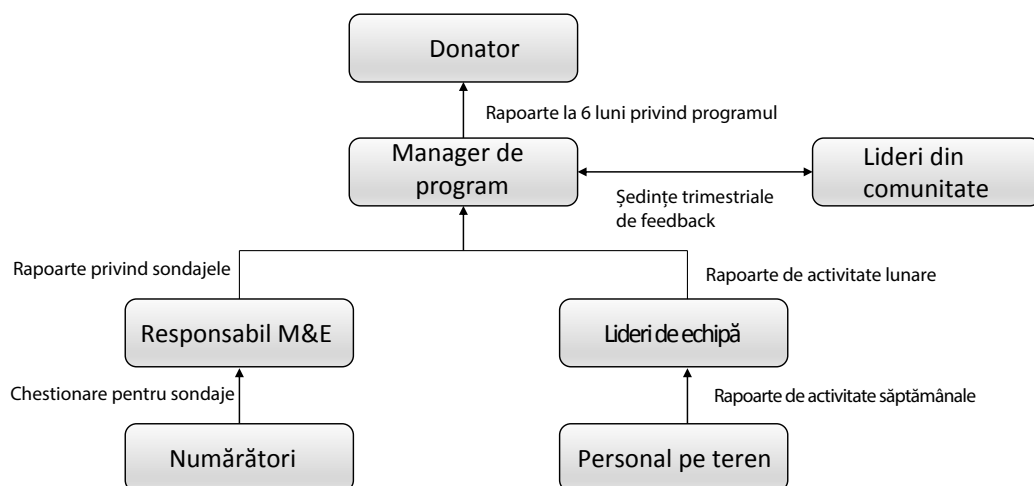 Donator
Rapoarte la 6 luni privind programul
Manager de
program
Lideri din
comunitate
Ședințe trimestriale
de feedback
Rapoarte privind sondajele
Rapoarte de activitate lunare
Responsabil M&E
Lideri de echipă
Chestionare pentru sondaje
Rapoarte de activitate săptămânale
Numărători
Personal pe teren